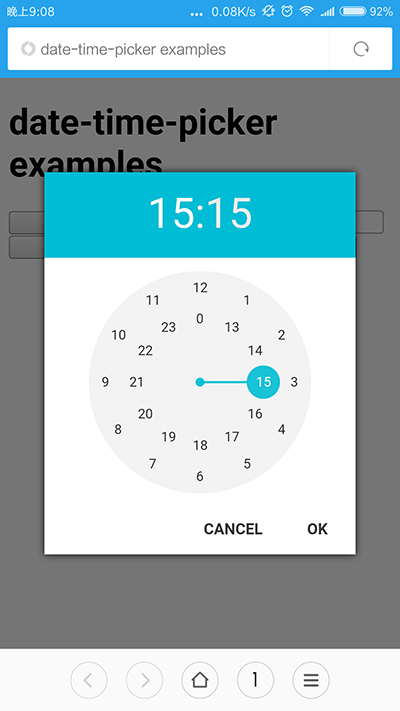 晚上9:08 ... 0.08K/s 92%
date-time-picker examples
date-time-picker
examples
15:15
12
11 1
0
23 13
10 2
22 14
9 21 15 3
20 16
8 4
19 17
18
7 5
6
CANCEL OK
1